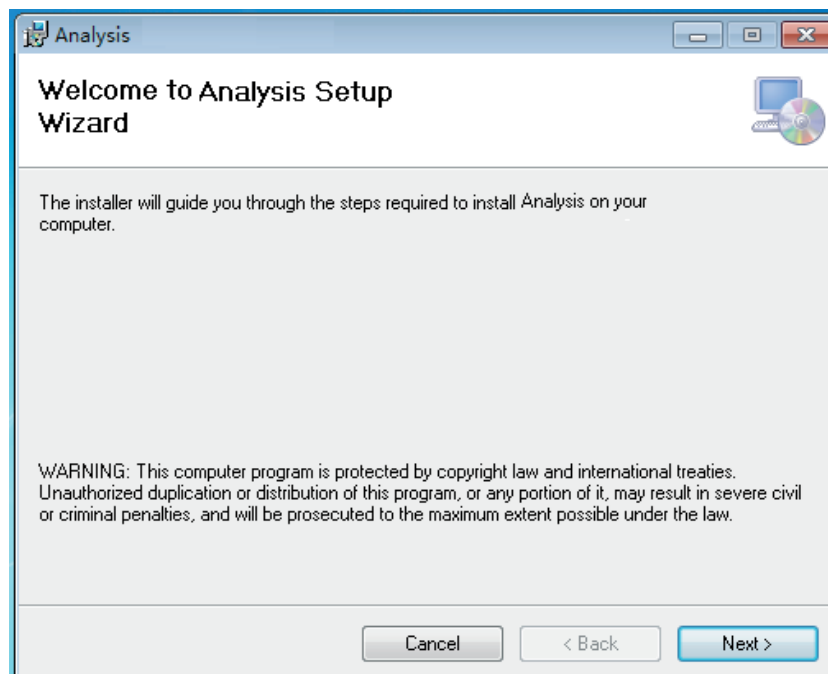 Analysis
Welcome to Analysis Setup
Wizard
The installer will guide you through the steps required to install Analysis on your
computer.
WARNING: This computer program is protected by copyright law and international treaties.
Unauthorized duplication or distribution of this program, or any portion of it, may result in severe civil
or criminal penalties, and will be prosecuted to the maximum extent possible under the law.
Cancel < Back Next >